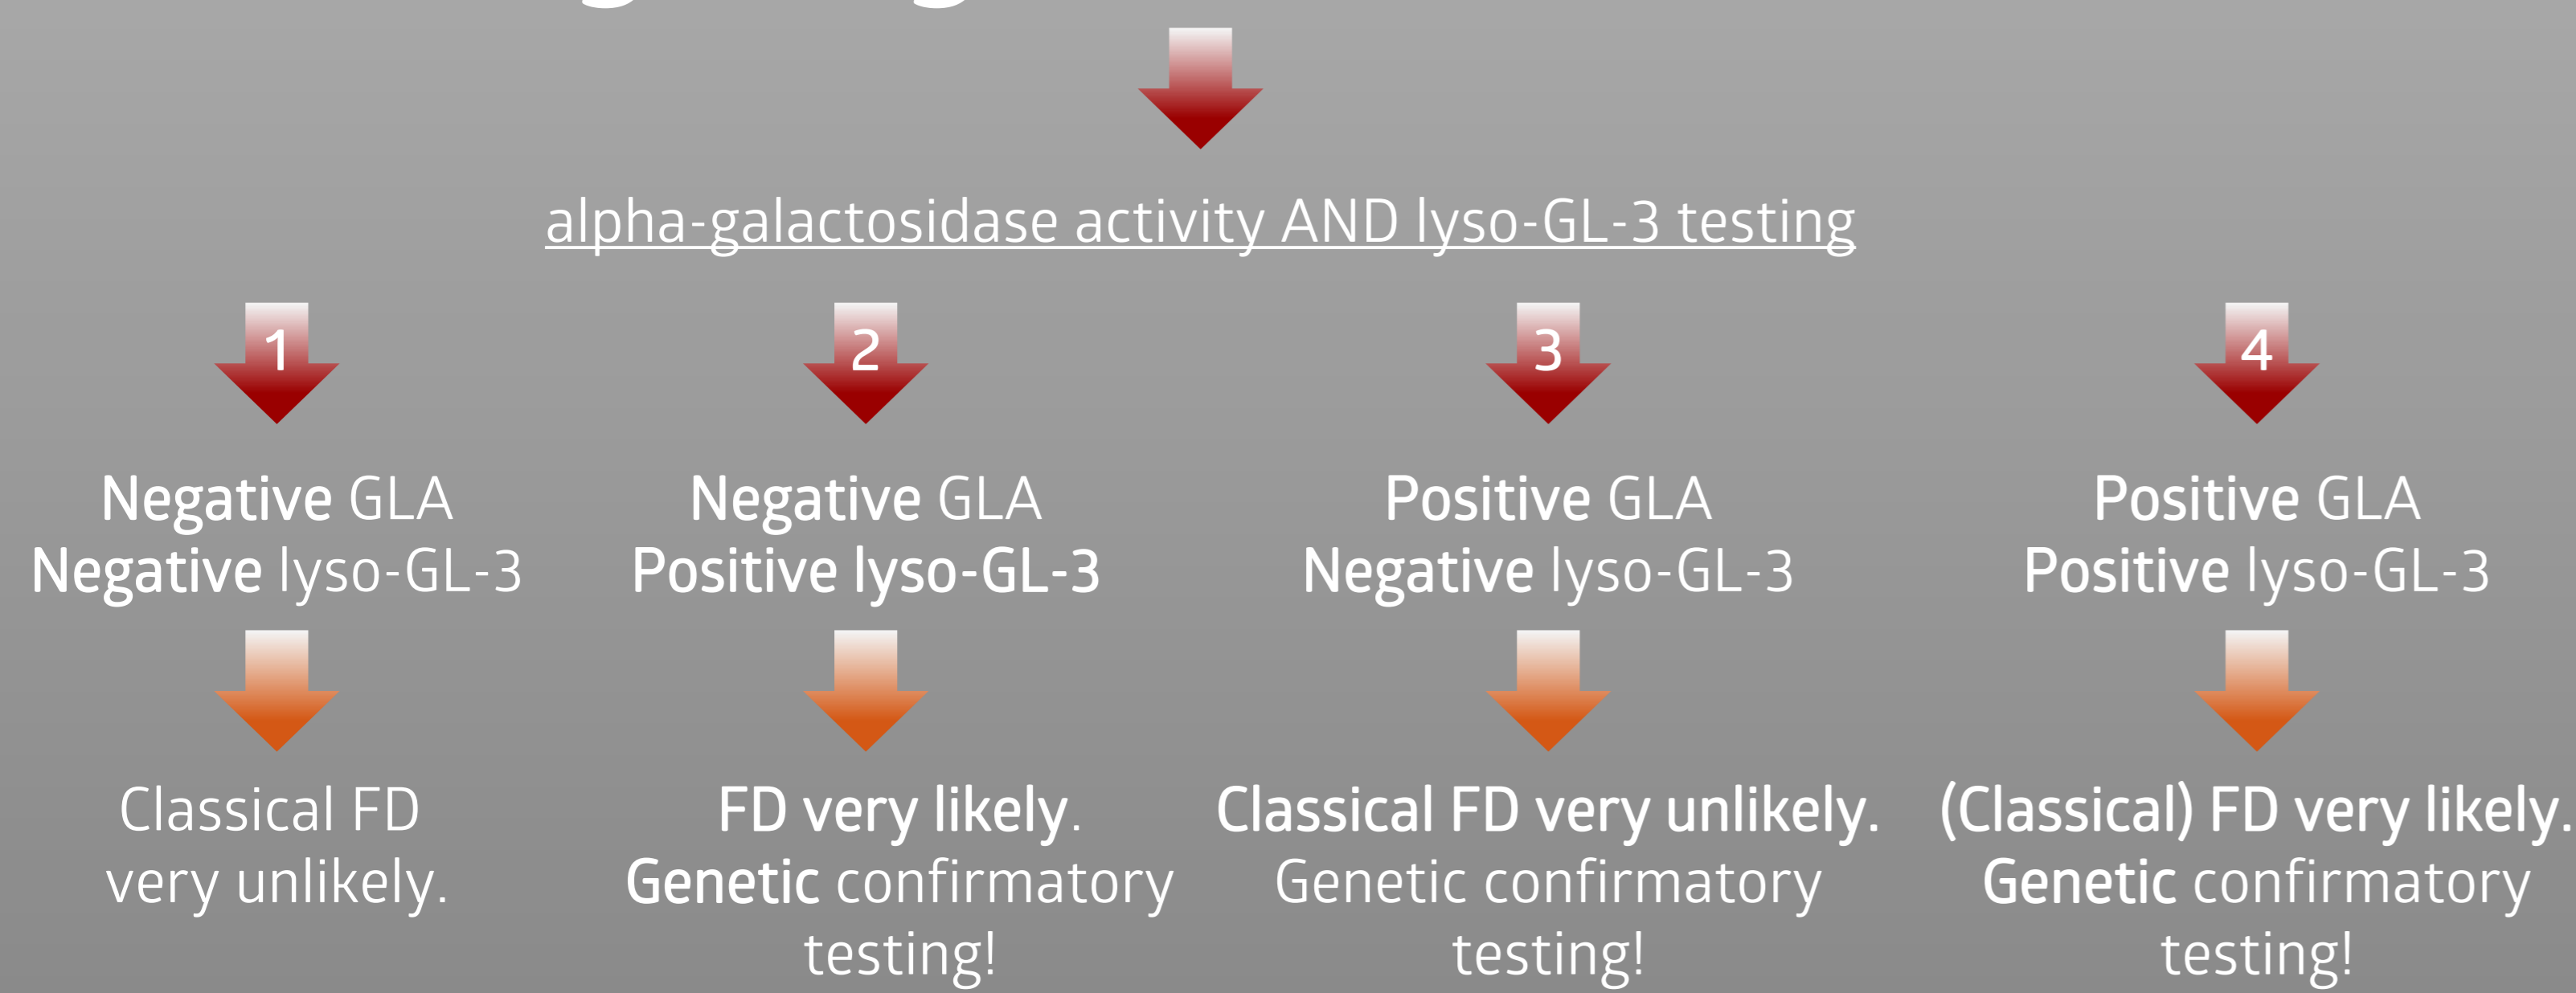 alpha-galactosidase activity AND lyso-GL-3 testing
1
2
3
4
Negative GLA
Negative lyso-GL-3
Negative GLA
Positive lyso-GL-3
Positive GLA
Negative lyso-GL-3
Positive GLA
Positive lyso-GL-3
Classical FD
very unlikely.
FD very likely.
Genetic confirmatory
testing!
Classical FD very unlikely.
Genetic confirmatory
testing!
(Classical) FD very likely.
Genetic confirmatory
testing!